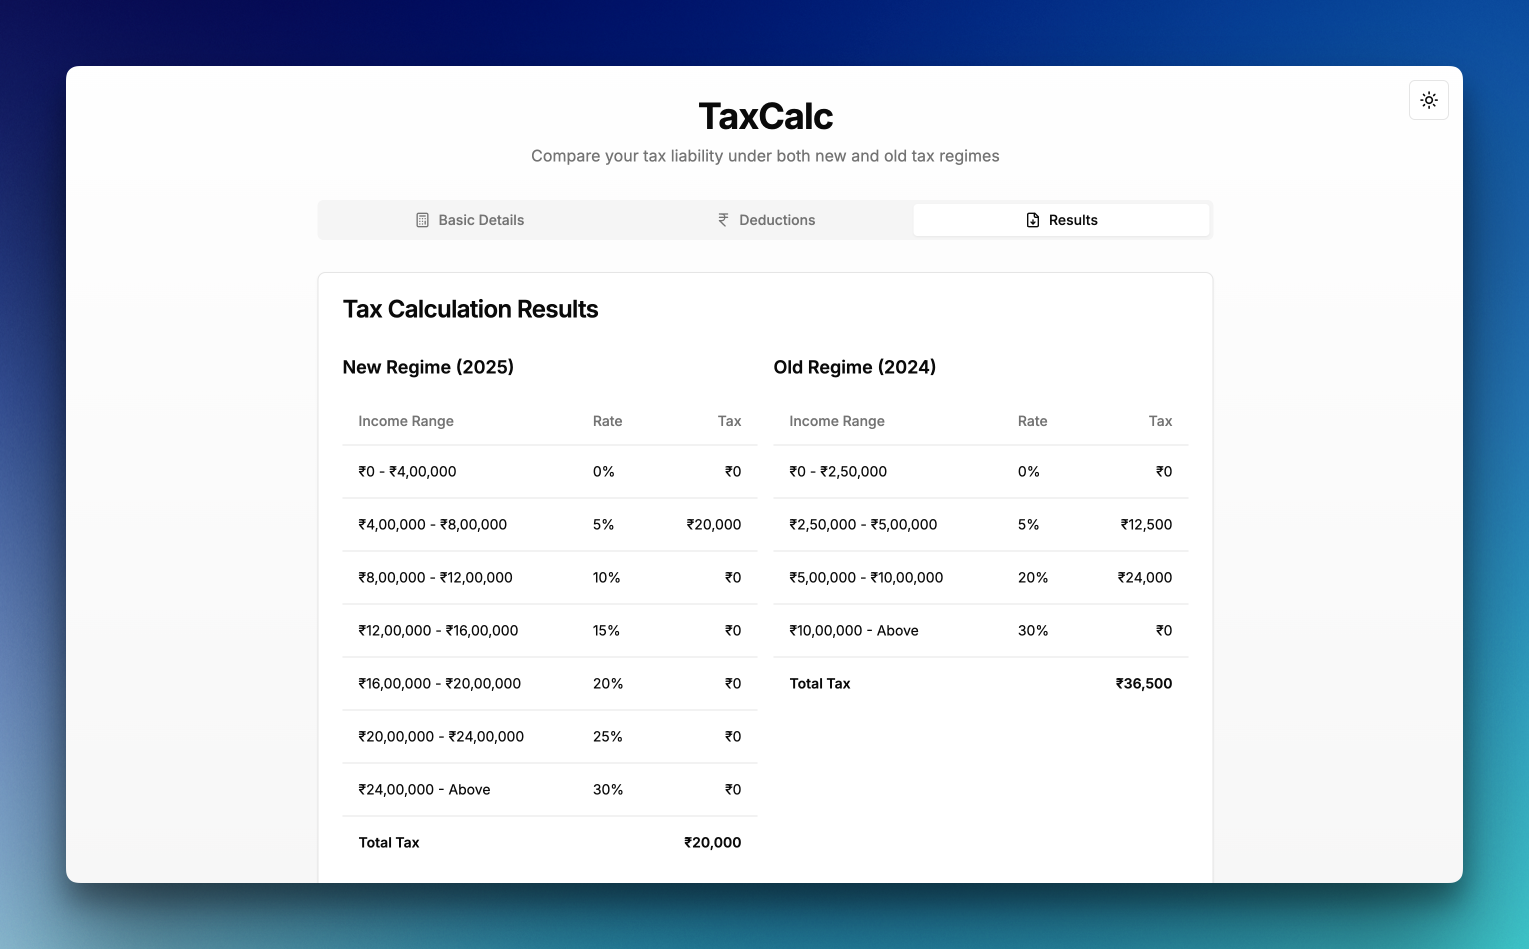 TaxCalc
Compare your tax liability under both new and old tax regimes
Basic Details
Deductions
Results
Tax Calculation Results
New Regime (2025)
Income Range Rate Tax
₹0 - ₹4,00,000 0% ₹0
₹4,00,000 - ₹8,00,000 5% ₹20,000
₹8,00,000 - ₹12,00,000 10% ₹0
₹12,00,000 - ₹16,00,000 15% ₹0
₹16,00,000 - ₹20,00,000 20% ₹0
₹20,00,000 - ₹24,00,000 25% ₹0
₹24,00,000 - Above 30% ₹0
Total Tax ₹20,000
Old Regime (2024)
Income Range Rate Tax
₹0 - ₹2,50,000 0% ₹0
₹2,50,000 - ₹5,00,000 5% ₹12,500
₹5,00,000 - ₹10,00,000 20% ₹24,000
₹10,00,000 - Above 30% ₹0
Total Tax ₹36,500